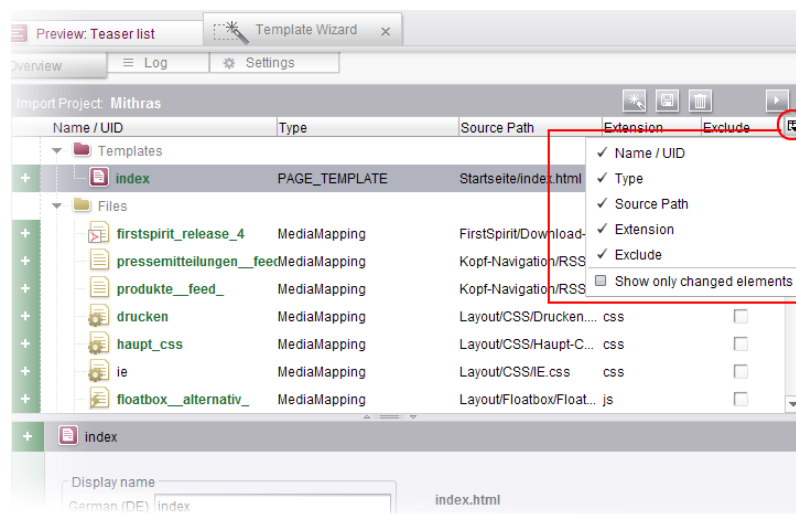 Preview: Teaser list
Template Wizard
Overview
Log
Settings
Import Project: Mithras
Name / UID Type Source Path Extension Exclude
Templates
index PAGE_TEMPLATE Startseite/index.html
Files
firstspirit_release_4 MediaMapping FirstSpirit/Download-
pressemitteilungen__feed MediaMapping Kopf-Navigation/RSS
produkte__feed_ MediaMapping Kopf-Navigation/RSS
drucken MediaMapping Layout/CSS/Drucken.... css
haupt_css MediaMapping Layout/CSS/Haupt-C... css
ie MediaMapping Layout/CSS/IE.css css
floatbox__alternativ_ MediaMapping Layout/Floatbox/Float... js
Name / UID
Type
Source Path
Extension
Exclude
Show only changed elements
index
Display name
German (DE) index
index.html